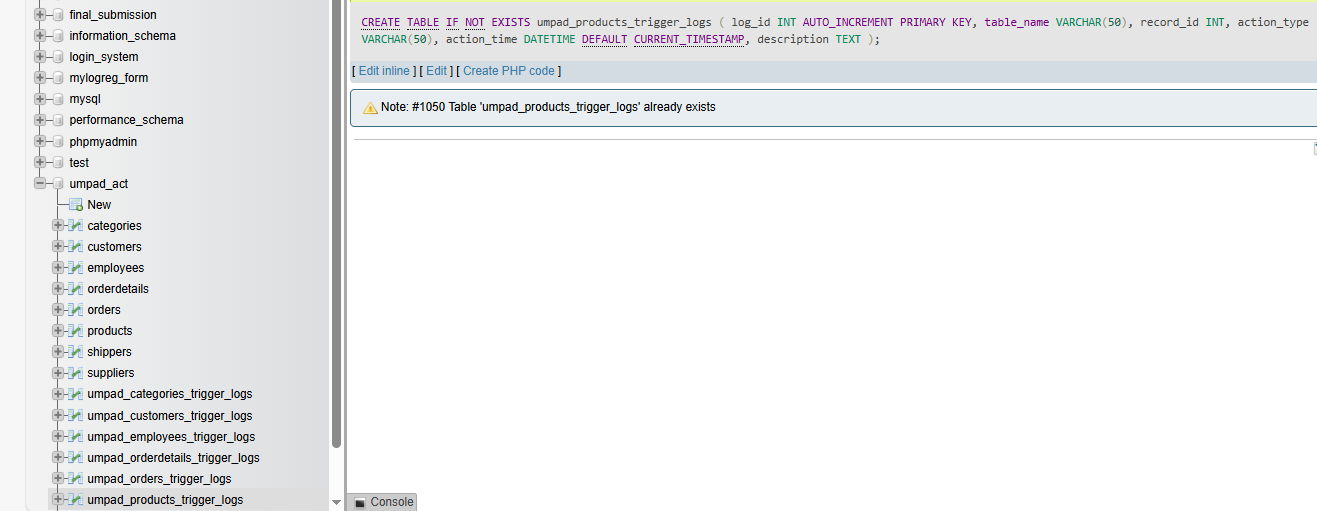 final_submission
information_schema
login_system
mylogreg_form
mysql
performance_schema
phpmyadmin
test
umpad_act
New
categories
customers
employees
orderdetails
orders
products
shippers
suppliers
umpad_categories_trigger_logs
umpad_customers_trigger_logs
umpad_employees_trigger_logs
umpad_orderdetails_trigger_logs
umpad_orders_trigger_logs
umpad_products_trigger_logs
CREATE TABLE IF NOT EXISTS umpad_products_trigger_logs ( log_id INT AUTO_INCREMENT PRIMARY KEY, table_name VARCHAR(50), record_id INT, action_type
VARCHAR(50), action_time DATETIME DEFAULT CURRENT_TIMESTAMP, description TEXT );
[ Edit inline ] [ Edit ] [ Create PHP code ]
Note: #1050 Table 'umpad_products_trigger_logs' already exists
Console